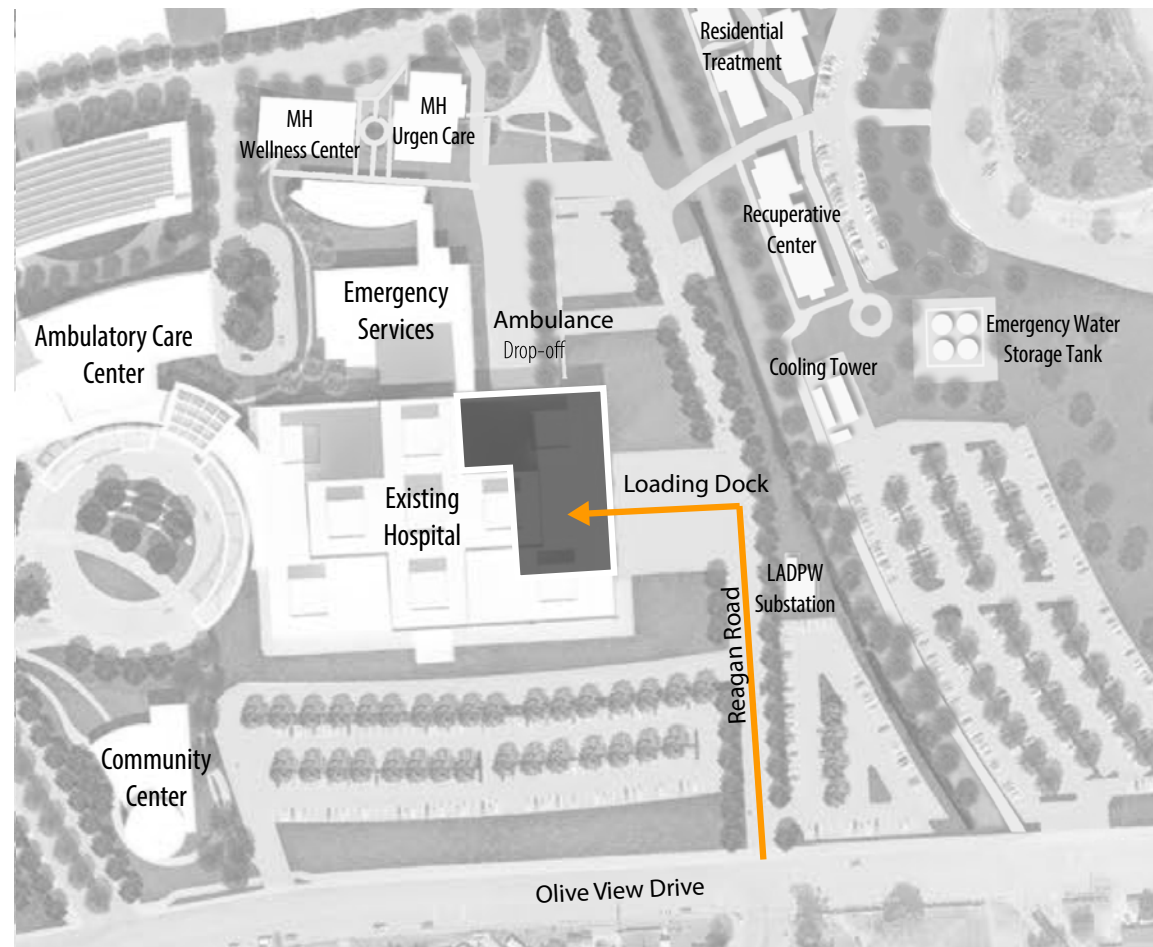 Residential
Treatment
MH
Wellness Center
MH
Urgen Care
Recuperative
Center
Emergency
Services
Ambulance
Drop-off
Emergency Water
Storage Tank
Ambulatory Care
Center
Cooling Tower
Existing
Hospital
Loading Dock
LADPW
Substation
Reagan Road
Community
Center
Olive View Drive